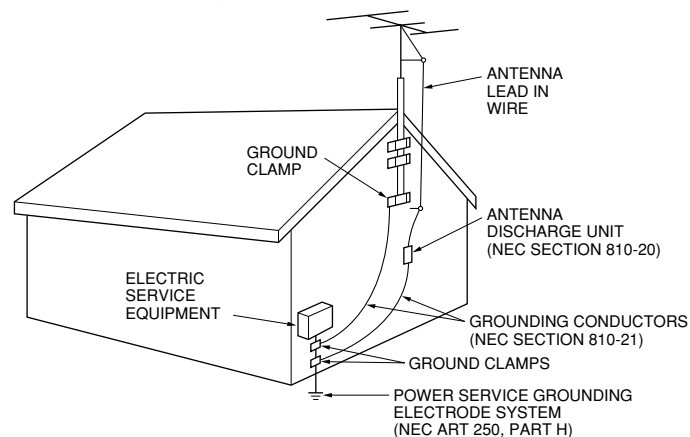 ANTENNA
LEAD IN
WIRE
GROUND
CLAMP
ANTENNA
DISCHARGE UNIT
(NEC SECTION 810-20)
ELECTRIC
SERVICE
EQUIPMENT
GROUNDING CONDUCTORS
(NEC SECTION 810-21)
GROUND CLAMPS
POWER SERVICE GROUNDING
ELECTRODE SYSTEM
(NEC ART 250, PART H)